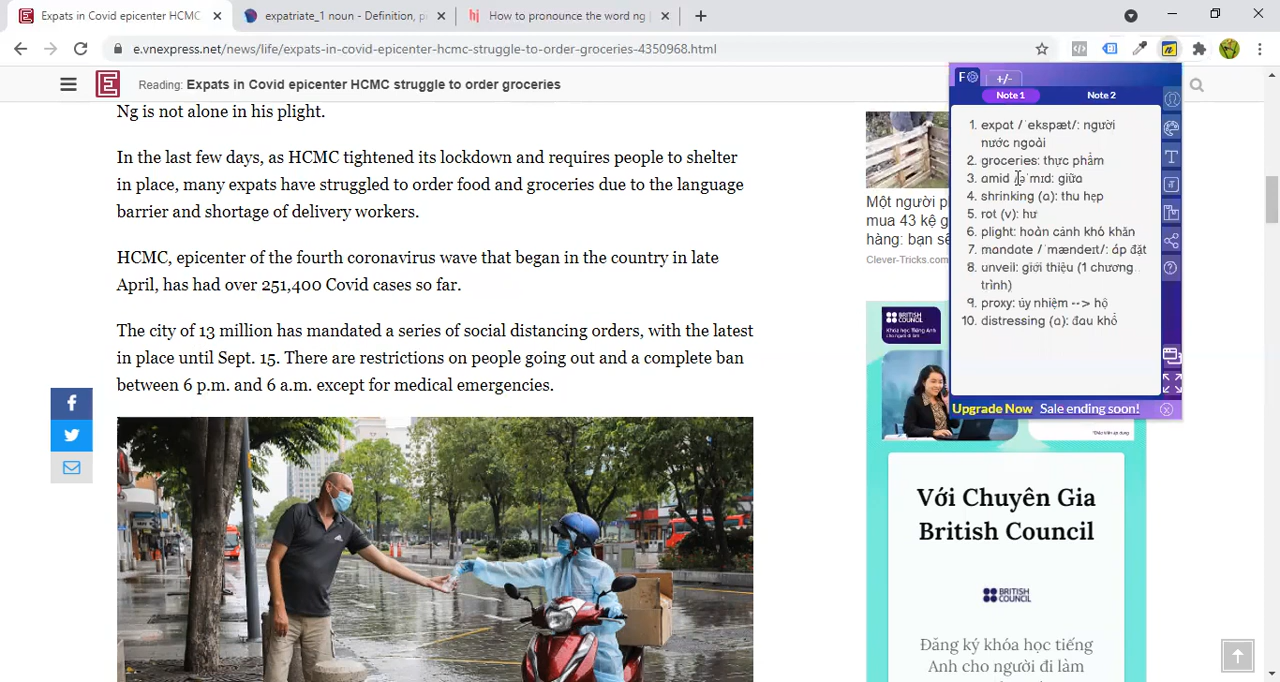 Expats in Covid epicenter HCMC
expatriate_1 noun - Definition, p
How to pronounce the word ng
e.vnexpress.net/news/life/expats-in-covid-epicenter-hcmc-struggle-to-order-groceries-4350968.html
Reading: Expats in Covid epicenter HCMC struggle to order groceries
Ng is not alone in his plight.
In the last few days, as HCMC tightened its lockdown and requires people to shelter
in place, many expats have struggled to order food and groceries due to the language
barrier and shortage of delivery workers.
HCMC, epicenter of the fourth coronavirus wave that began in the country in late
April, has had over 251,400 Covid cases so far.
The city of 10 million has mandated a series of social distancing orders, with the latest
in place until Sept. 15. There are restrictions on people going out and a complete ban
between 6 p.m. and 6 a.m. except for medical emergencies.
Một người p
mua 43 kệ g
hàng: bạn sẽ
Clever-Tricks.com
F
+/-
Note 1
Note 2
1. expat /ˈekspæt/: người
nước ngoài
2. groceries: thực phẩm
3. amid /əˈmɪd: giữa
4. shrinking (a): thu hẹp
5. rot (v): hư
6. plight: hoàn cảnh khó khăn
7. mandate /ˈmændeɪt/: áp đặt
8. unveil: giới thiệu (1 chương
trình)
9. proxy: ủy nhiệm --> hộ
10. distressing (a): đau khổ
Upgrade Now Sale ending soon!
BRITISH
COUNCIL
Khóa học Tiếng Anh
cho người đi làm
Với Chuyên Gia
British Council
BRITISH
COUNCIL
Đăng ký khóa học tiếng
Anh cho người đi làm